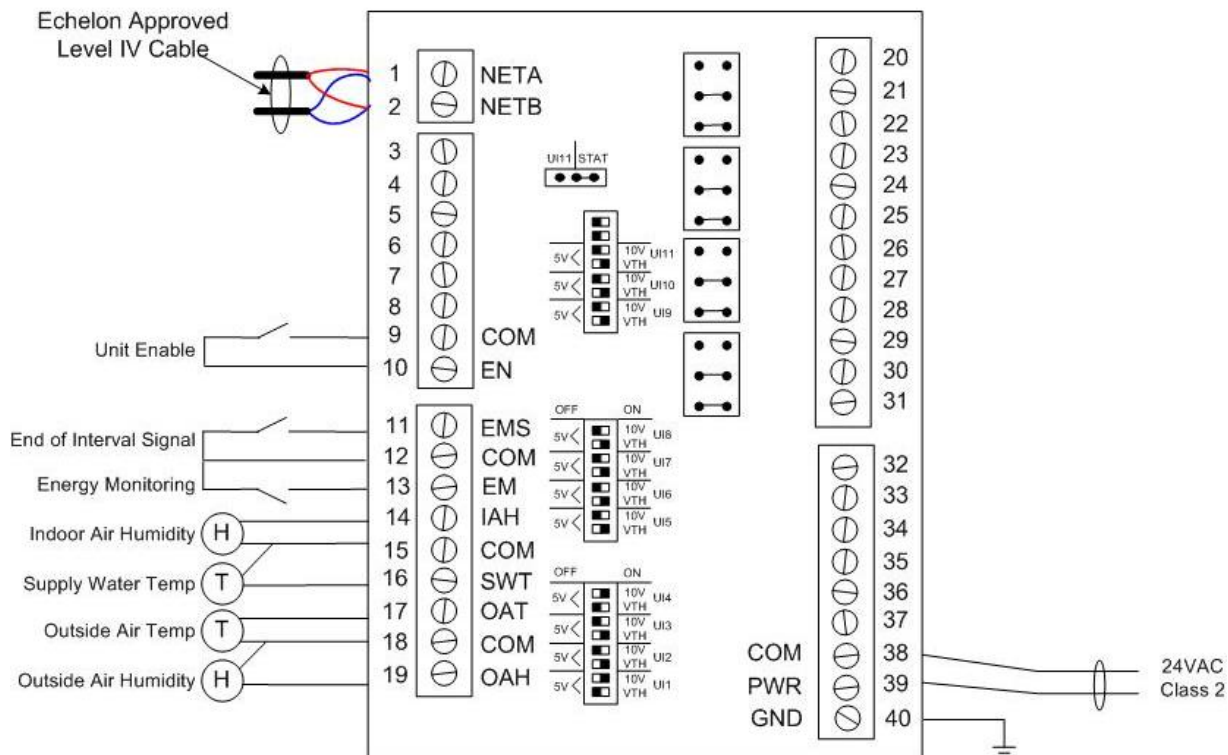 Echelon Approved
Level IV Cable
1 NETA
2 NETB
3
4
5
6
7
8
9 COM
10 EN
Unit Enable
11 EMS
12 COM
13 EM
14 IAH
15 COM
16 SWT
17 OAT
18 COM
19 OAH
End of Interval Signal
Energy Monitoring
Indoor Air Humidity H
Supply Water Temp T
Outside Air Temp T
Outside Air Humidity H
UI11 STAT
5V 10V UI11
VTH
5V 10V UI10
VTH
5V 10V UI9
VTH
OFF ON
5V 10V UI8
VTH
5V 10V UI7
VTH
5V 10V UI6
VTH
5V 10V UI5
VTH
OFF ON
5V 10V UI4
VTH
5V 10V UI3
VTH
5V 10V UI2
VTH
5V 10V UI1
VTH
20
21
22
23
24
25
26
27
28
29
30
31
32
33
34
35
36
37
COM 38
PWR 39
GND 40
24VAC
Class 2